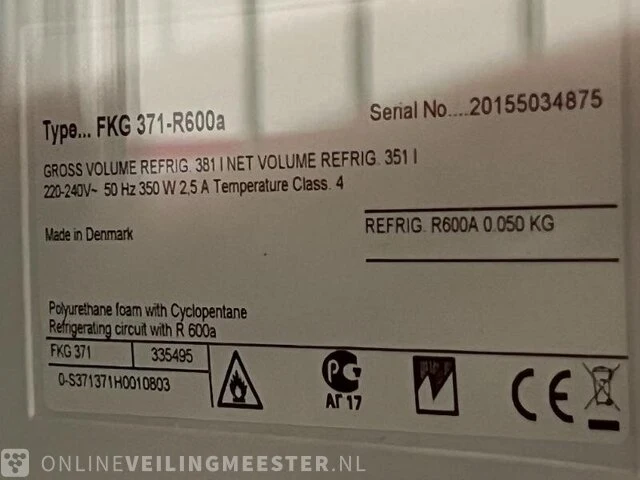 Type... FKG 371-R600a
Serial No....20155034875
GROSS VOLUME REFRIG. 381 l NET VOLUME REFRIG. 351 l
220-240V~ 50 Hz 350 W 2,5 A Temperature Class. 4
Made in Denmark
REFRIG. R600A 0.050 KG
Polyurethane foam with Cyclopentane
Refrigerating circuit with R 600a
FKG 371
335495
0-S371371H0010803
АГ 17
CE
ONLINEVEILINGMEESTER.NL